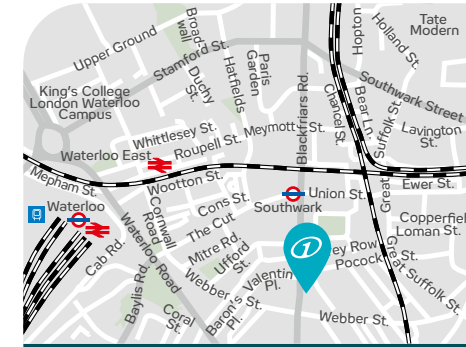 Upper Ground
Broad
wall
Stamford St.
Duchy
St.
Hatfields
Paris
Garden
Hopton
Holland St.
Tate
Modern
Southwark Street
King's College
London Waterloo
Campus
Whittlesey St.
Roupell St.
Meymott St.
Blackfriars Rd.
Chancel St.
Bear Ln.
Suffolk St.
Great
Lavington
St.
Waterloo East
Mepham St.
Wootton St.
Ewer St.
Union St.
Southwark
Waterloo
Cornwall
Road
Cons St.
The Cut
Mitre Rd.
Ufford
St.
Copperfiel
Loman St.
Cab Rd.
Waterloo Road
Baylis Rd.
Webber St.
Valentin
Pl.
ey Row
Pocock St.
Great Suffolk St.
Coral
St.
Baron's
Pl.
Webber St.